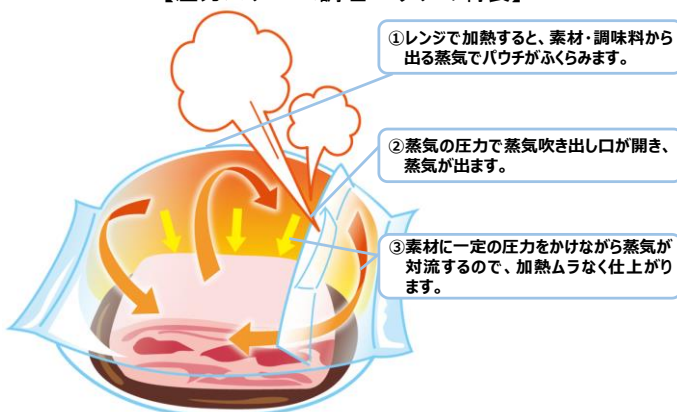 ①レンジで加熱すると、素材・調味料から
出る蒸気でパウチがふくらみます。
②蒸気の圧力で蒸気吹き出し口が開き、
蒸気が出ます。
③素材に一定の圧力をかけながら蒸気が
対流するので、加熱ムラなく仕上がり
ます。